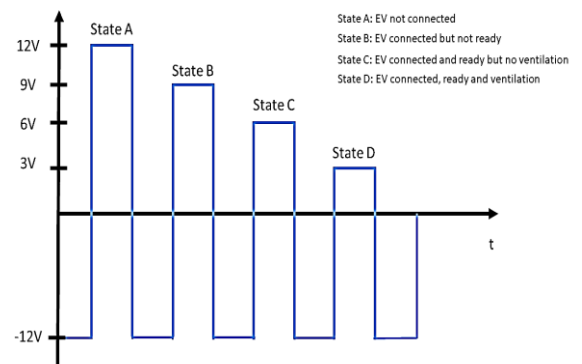 State A: EV not connected
State B: EV connected but not ready
State C: EV connected and ready but no ventilation
State D: EV connected, ready and ventilation
12V
State A
9V
State B
6V
State C
3V
State D
t
-12V